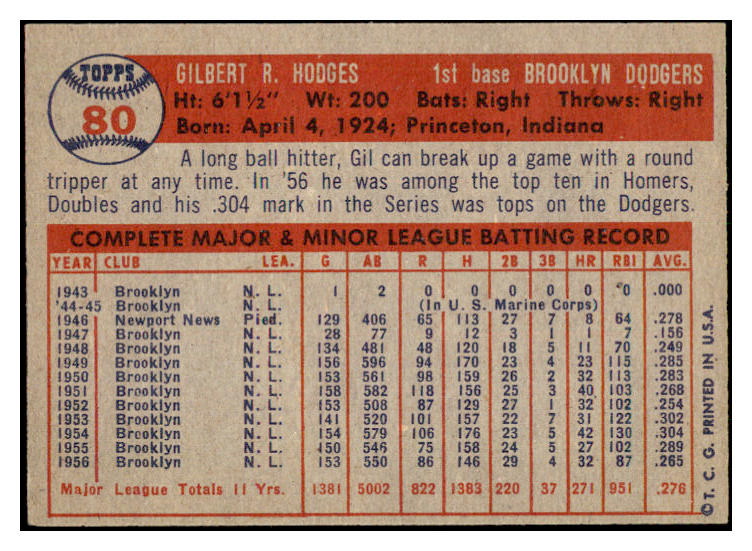 TOPPS
80
GILBERT R. HODGES 1st base BROOKLYN DODGERS
Ht: 6'1½" Wt: 200 Bats: Right Throws: Right
Born: April 4, 1924; Princeton, Indiana
A long ball hitter, Gil can break up a game with a round
tripper at any time. In '56 he was among the top ten in Homers,
Doubles and his .304 mark in the Series was tops on the Dodgers.
COMPLETE MAJOR & MINOR LEAGUE BATTING RECORD
YEAR CLUB LEA. G AB R H 2B 3B HR RBI AVG.
1943 Brooklyn N. L. 1 2 0 0 0 0 0 0 .000
'44-45 Brooklyn N. L. (In U. S. Marine Corps)
1946 Newport News Pied. 129 406 65 113 27 7 8 64 .278
1947 Brooklyn N. L. 28 77 9 12 3 1 1 7 .156
1948 Brooklyn N. L. 134 481 48 120 18 5 11 70 .249
1949 Brooklyn N. L. 156 596 94 170 23 4 23 115 .285
1950 Brooklyn N. L. 153 561 98 159 26 2 32 113 .283
1951 Brooklyn N. L. 158 582 118 156 25 3 40 103 .268
1952 Brooklyn N. L. 153 508 87 129 27 1 32 102 .254
1953 Brooklyn N. L. 141 520 101 157 22 7 31 122 .302
1954 Brooklyn N. L. 154 579 106 176 23 5 42 130 .304
1955 Brooklyn N. L. 150 546 75 158 24 5 27 102 .289
1956 Brooklyn N. L. 153 550 86 146 29 4 32 87 .265
Major League Totals 11 Yrs. 1381 5002 822 1383 220 37 271 951 .276
© T. C. G. PRINTED IN U.S.A.